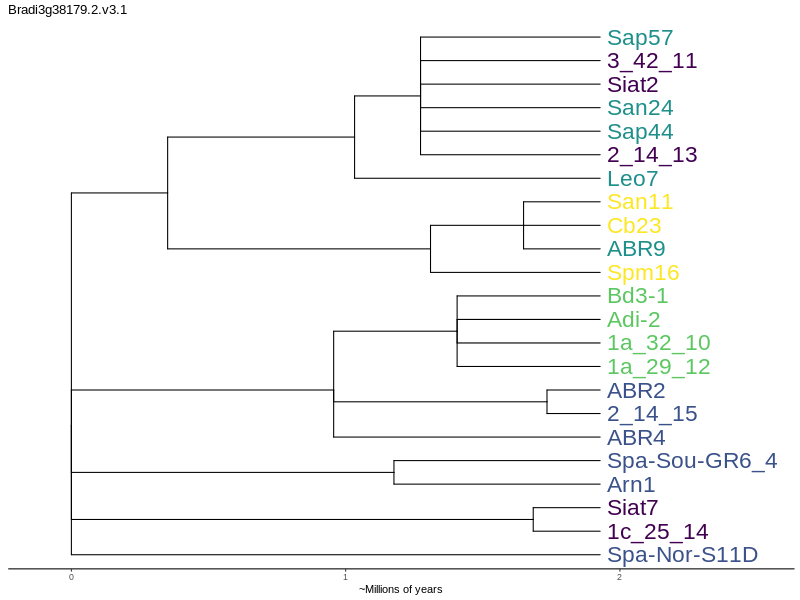 Bradi3g38179.2.v3.1
Sap57
3_42_11
Siat2
San24
Sap44
2_14_13
Leo7
San11
Cb23
ABR9
Spm16
Bd3-1
Adi-2
1a_32_10
1a_29_12
ABR2
2_14_15
ABR4
Spa-Sou-GR6_4
Arn1
Siat7
1c_25_14
Spa-Nor-S11D
0 1 2
~Millions of years